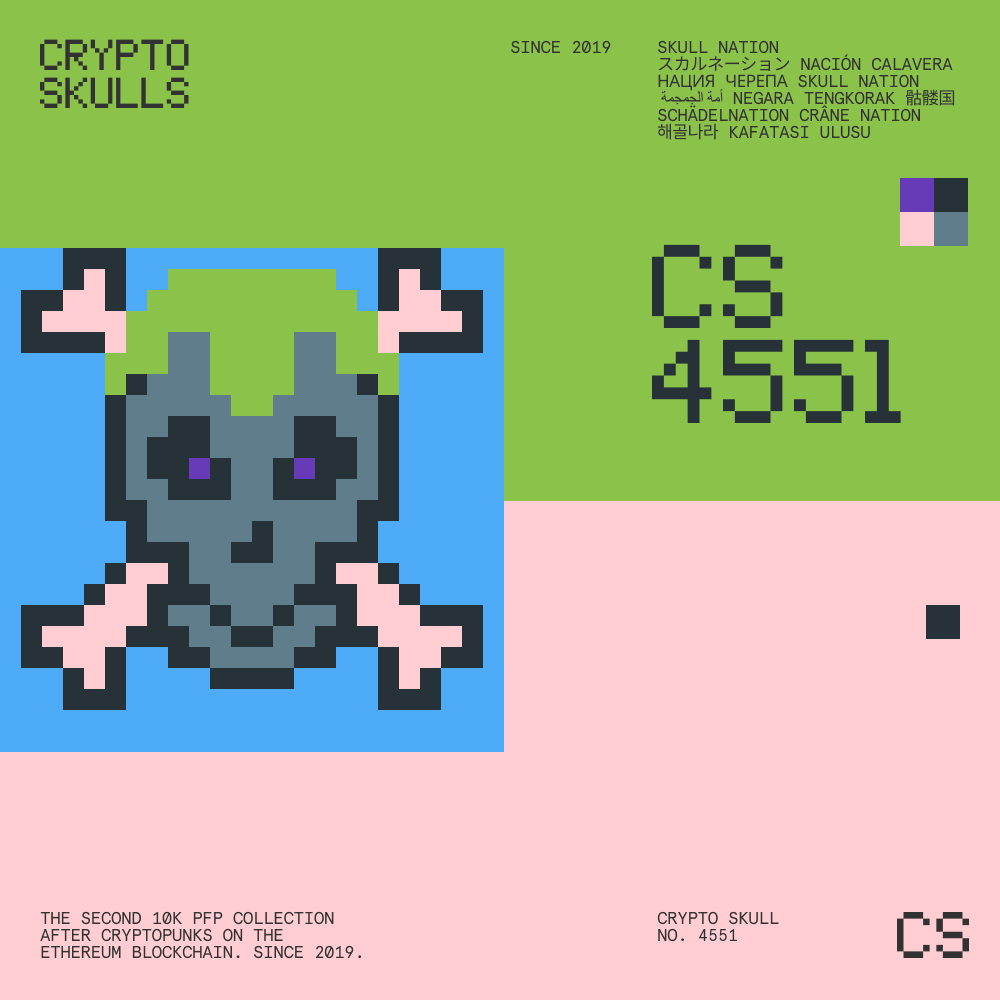 CRYPTO
SKULLS
SINCE 2019
SKULL NATION
スカルネーション NACIÓN CALAVERA
НАЦИЯ ЧЕРЕПА SKULL NATION
أمة الجمجمة NEGARA TENGKORAK 骷髅国
SCHÄDELNATION CRÂNE NATION
해골나라 KAFATASI ULUSU
CS
4551
THE SECOND 10K PFP COLLECTION
AFTER CRYPTOPUNKS ON THE
ETHEREUM BLOCKCHAIN. SINCE 2019.
CRYPTO SKULL
NO. 4551
CS